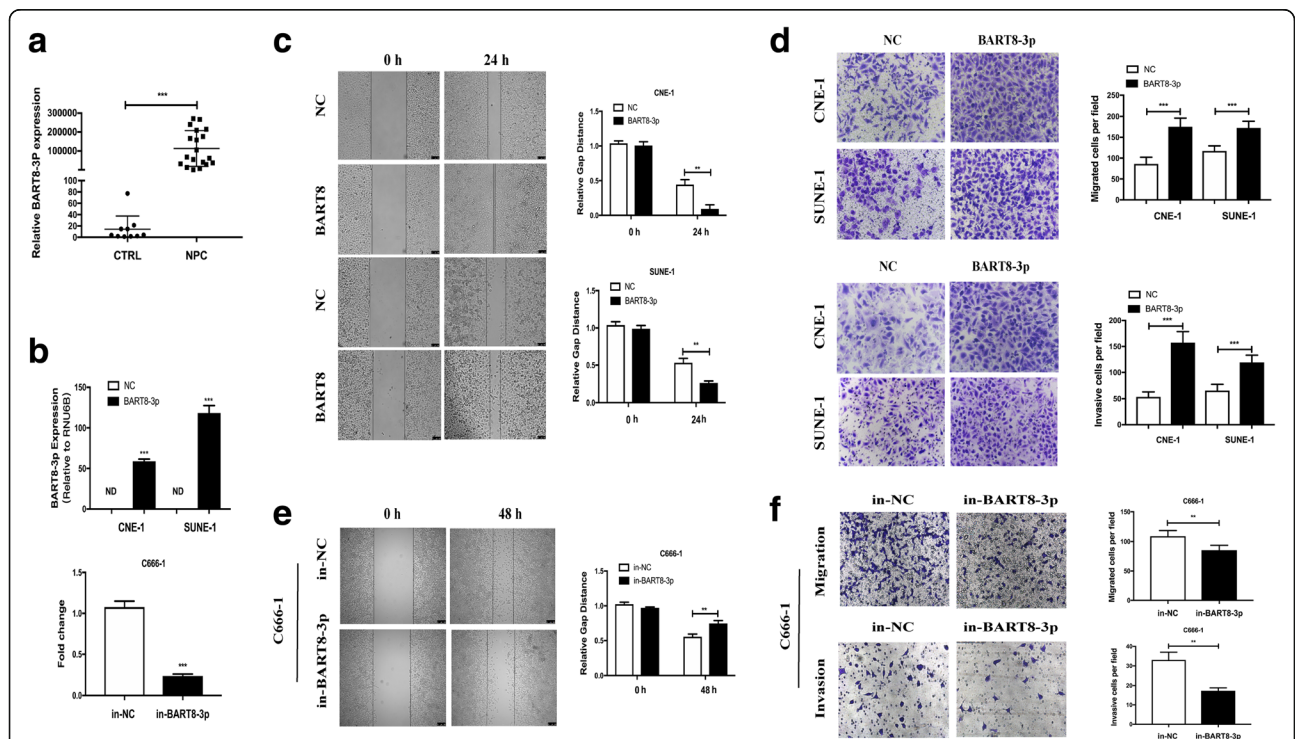 a
Relative BART8-3P expression
***
300000
200000
100000
100
80
60
40
20
0
CTRL NPC
b
BART8-3p Expression
(Relative to RNU6B)
NC
BART8-3p
150
100
50
0
ND *** ND ***
CNE-1 SUNE-1
C666-1
Fold change
1.5
1.0
0.5
0.0
***
in-NC in-BART8-3p
c
0 h 24 h
NC
BART8
NC
BART8
CNE-1
NC
BART8-3p
Relative Gap Distance
1.5
1.0
0.5
0.0
**
0 h 24 h
SUNE-1
NC
BART8-3p
Relative Gap Distance
1.5
1.0
0.5
0.0
**
0 h 24h
d
NC BART8-3p
CNE-1
SUNE-1
NC
BART8-3p
Migrated cells per field
250
200
150
100
50
0
*** ***
CNE-1 SUNE-1
NC BART8-3p
CNE-1
SUNE-1
NC
BART8-3p
Invasive cells per field
200
150
100
50
0
*** ***
CNE-1 SUNE-1
e
0 h 48 h
C666-1
in-NC
in-BART8-3p
C666-1
in-NC
in-BART8-3p
Relative Gap Distance
1.5
1.0
0.5
0.0
**
0 h 48 h
f
in-NC in-BART8-3p
C666-1
Migration
in-NC in-BART8-3p
Invasion
C666-1
Migrated cells per field
150
100
50
0
**
in-NC in-BART8-3p
C666-1
Invasive cells per field
40
30
20
10
0
**
in-NC in-BART8-3p